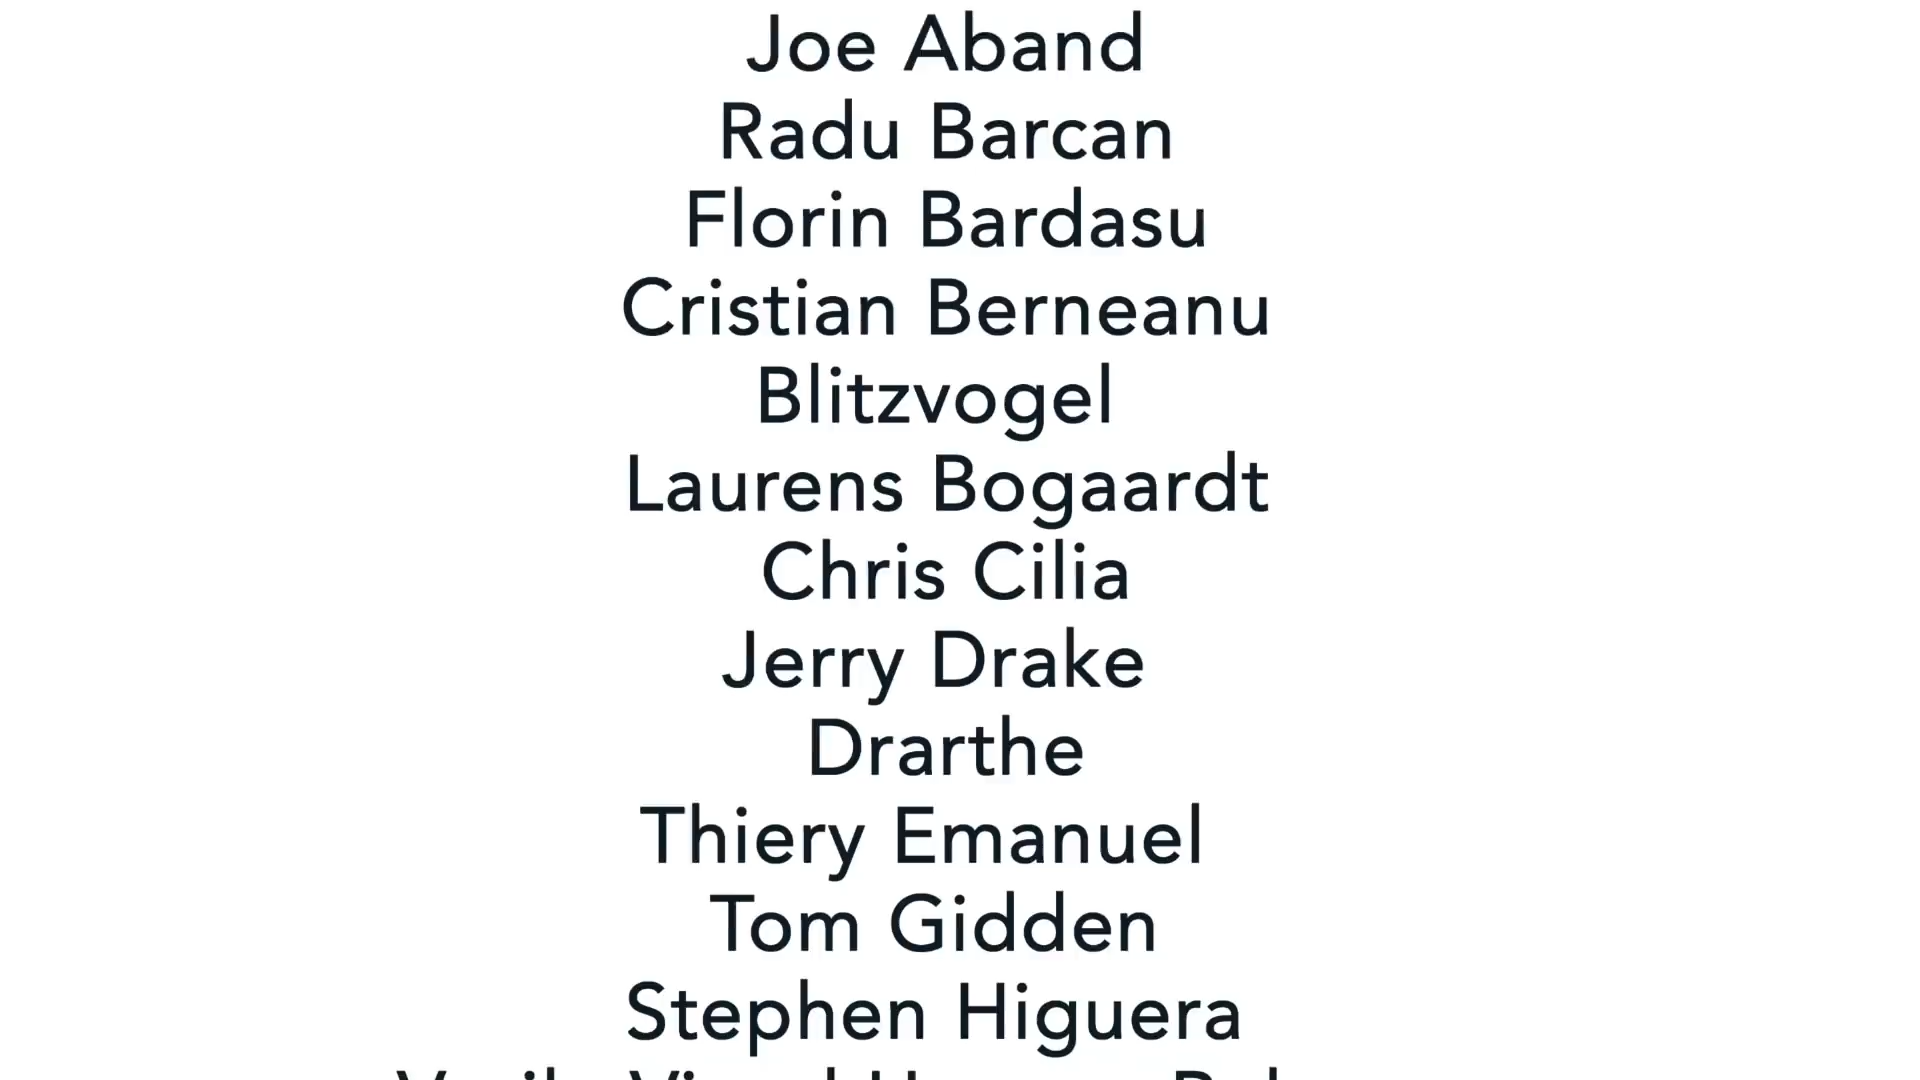 Joe Aband
Radu Barcan
Florin Bardasu
Cristian Berneanu
Blitzvogel
Laurens Bogaardt
Chris Cilia
Jerry Drake
Drarthe
Thiery Emanuel
Tom Gidden
Stephen Higuera